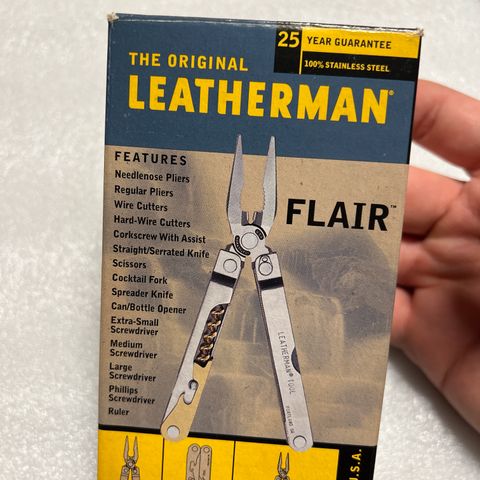 25 YEAR GUARANTEE
100% STAINLESS STEEL
THE ORIGINAL
LEATHERMAN®
FEATURES
Needlenose Pliers
Regular Pliers
Wire Cutters
Hard-Wire Cutters
Corkscrew With Assist
Straight/Serrated Knife
Scissors
Cocktail Fork
Spreader Knife
Can/Bottle Opener
Extra-Small
Screwdriver
Medium
Screwdriver
Large
Screwdriver
Phillips
Screwdriver
Ruler
FLAIR™
LEATHERMAN® TOOL
U.S.A.